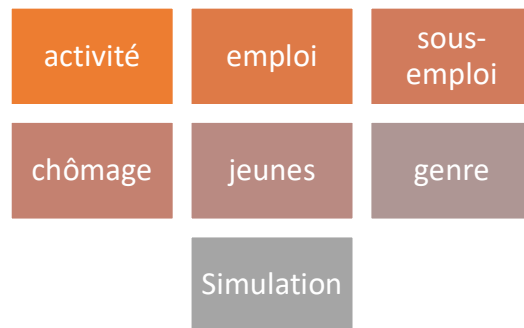 activité
emploi
sous-
emploi
chômage
jeunes
genre
Simulation